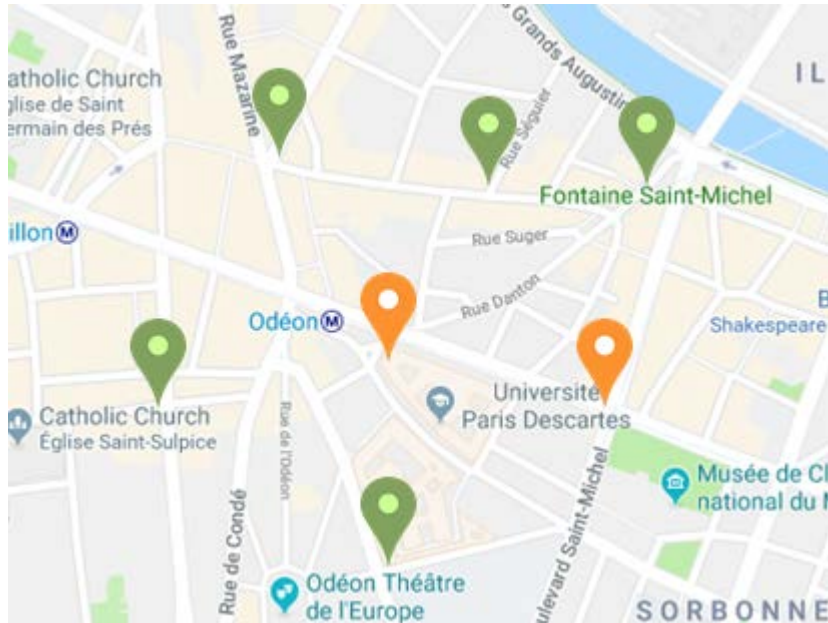 Rue Mazarine
Grands Augustin
IL
atholic Church
glise de Saint
ermain des Prés
Rue Séguier
Fontaine Saint-Michel
illon M
Rue Suger
Rue Danton
Odéon M
B
Shakespeare
Université
Paris Descartes
Catholic Church
Église Saint-Sulpice
Rue de l'Odéon
Rue de Condé
Musée de Cl
national du M
ulevard Saint-Michel
Odéon Théâtre
de l'Europe
SORBONNE